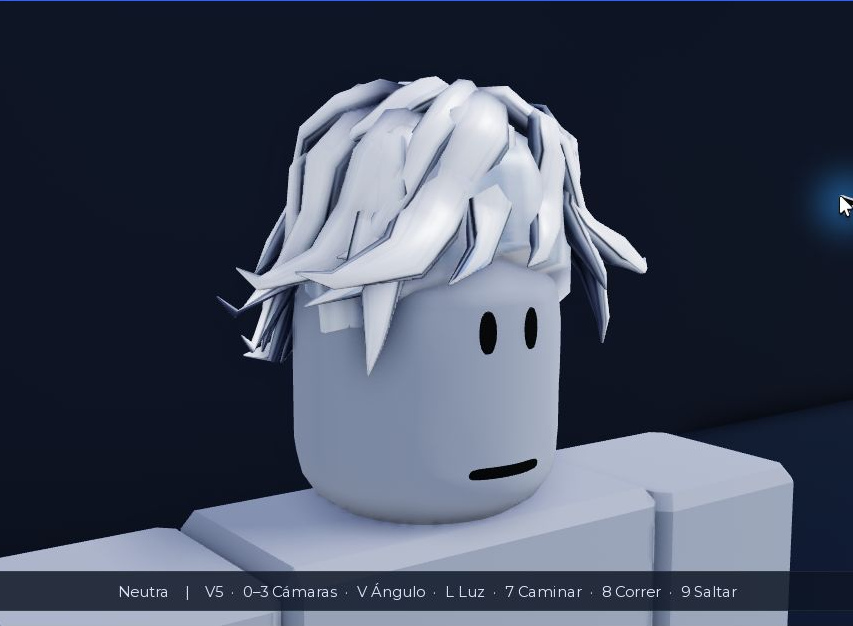 Neutra | V5 · 0–3 Cámaras · V Ángulo · L Luz · 7 Caminar · 8 Correr · 9 Saltar